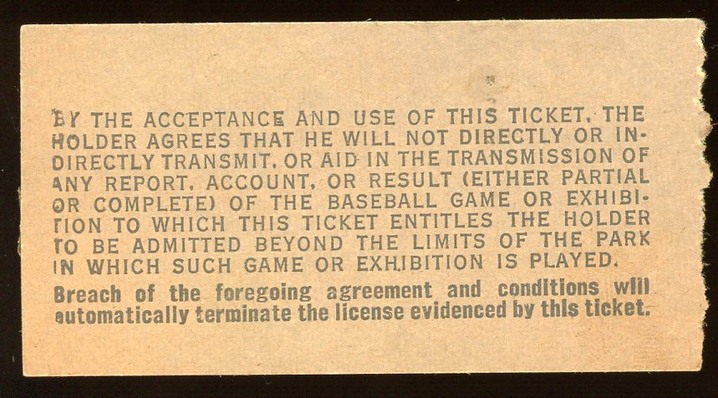 BY THE ACCEPTANCE AND USE OF THIS TICKET, THE
HOLDER AGREES THAT HE WILL NOT DIRECTLY OR IN-
DIRECTLY TRANSMIT, OR AID IN THE TRANSMISSION OF
ANY REPORT, ACCOUNT, OR RESULT (EITHER PARTIAL
OR COMPLETE) OF THE BASEBALL GAME OR EXHIBI-
TION TO WHICH THIS TICKET ENTITLES THE HOLDER
TO BE ADMITTED BEYOND THE LIMITS OF THE PARK
IN WHICH SUCH GAME OR EXHIBITION IS PLAYED.
Breach of the foregoing agreement and conditions will
automatically terminate the license evidenced by this ticket.